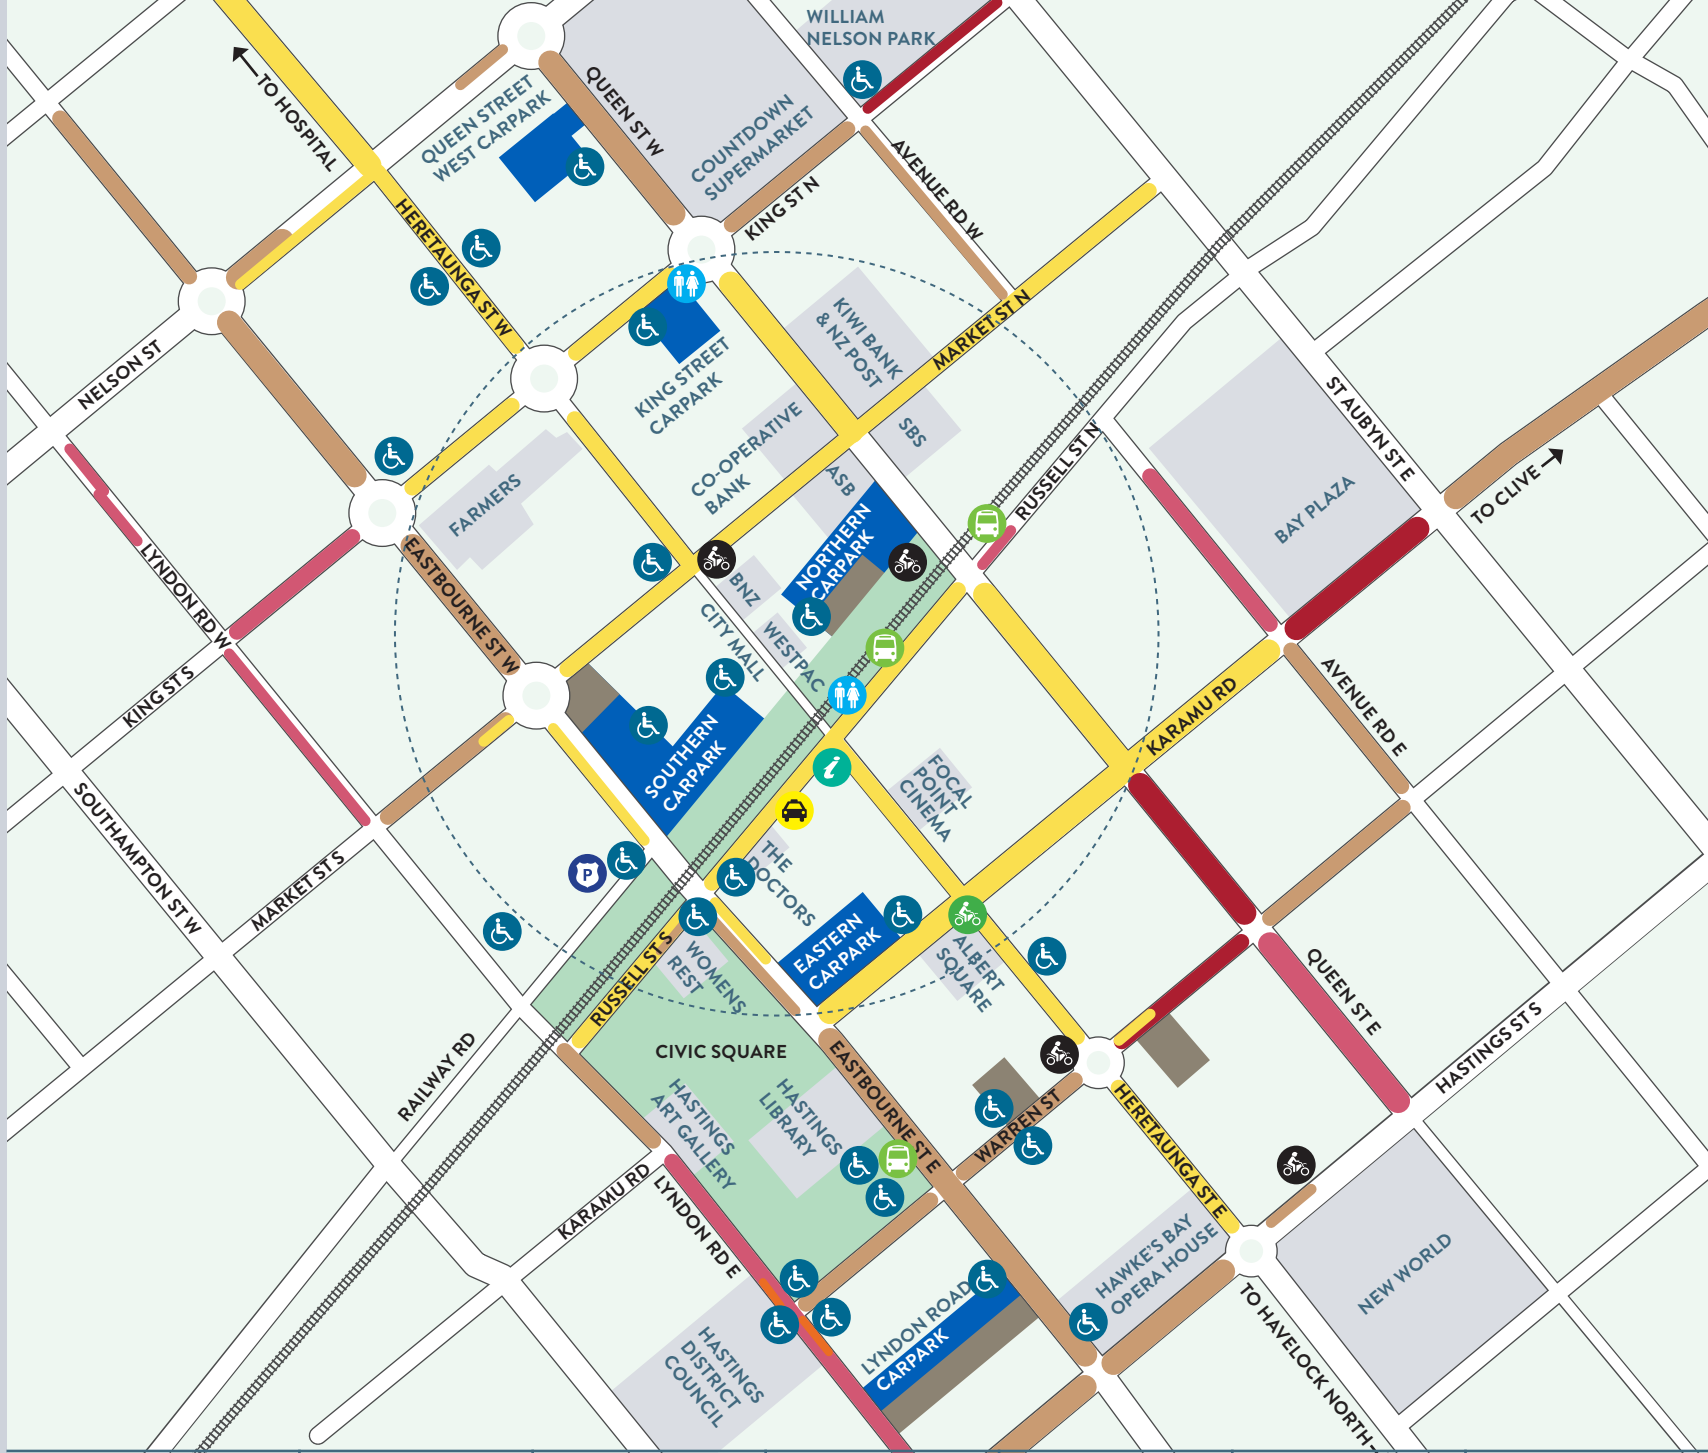 WILLIAM
NELSON PARK
TO HOSPITAL
QUEEN STREET
WEST CARPARK
QUEEN ST W
COUNTDOWN
SUPERMARKET
KING ST N
AVENUE RD W
HERETAUNGA ST W
NELSON ST
KING STREET
CARPARK
KIWI BANK
& NZ POST
MARKET ST N
SBS
CO-OPERATIVE
BANK
ASB
RUSSELL ST N
ST AUBYN ST E
TO CLIVE
BAY PLAZA
FARMERS
NORTHERN
CARPARK
BNZ
CITY MALL
WESTPAC
LYNDON RD W
EASTBOURNE ST W
KING ST S
SOUTHERN
CARPARK
KARAMU RD
AVENUE RD E
SOUTHAMPTON ST W
MARKET ST S
FOCAL
POINT
CINEMA
THE
DOCTORS
P
EASTERN
CARPARK
ALBERT
SQUARE
WOMENS
REST
RUSSELL ST S
QUEEN ST E
HASTINGS ST S
RAILWAY RD
CIVIC SQUARE
HASTINGS
ART GALLERY
HASTINGS
LIBRARY
EASTBOURNE ST E
WARREN ST
HERETAUNGA ST E
KARAMU RD
LYNDON RD E
HAWKE'S BAY
OPERA HOUSE
NEW WORLD
LYNDON ROAD
CARPARK
HASTINGS
DISTRICT
COUNCIL
TO HAVELOCK NORTH